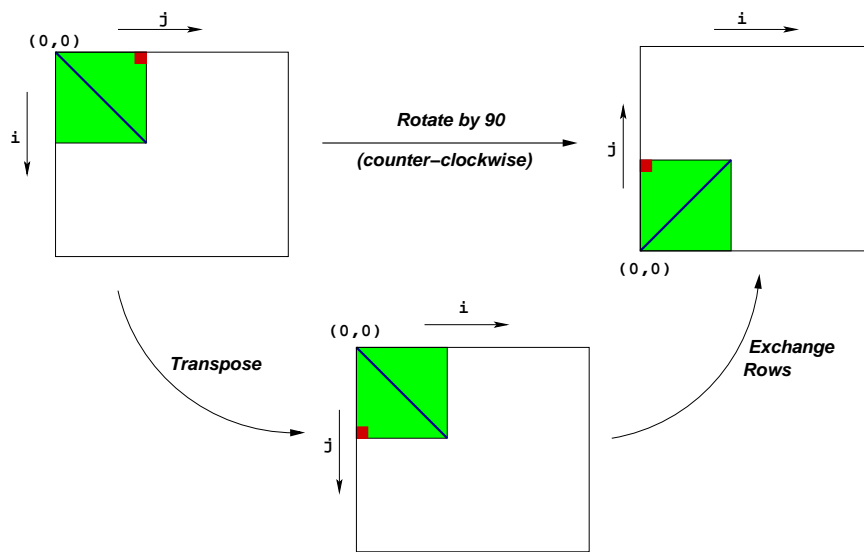 j
(0,0)
i
i
Rotate by 90
(counter–clockwise)
j
(0,0)
Transpose
i
(0,0)
j
Exchange
Rows